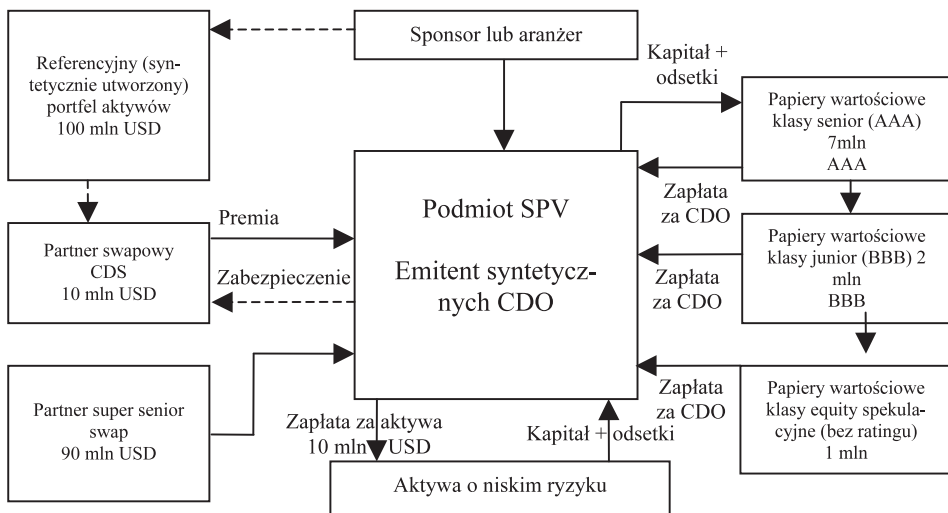 Referencyjny (syn-
tetycznie utworzony)
portfel aktywów
100 mln USD
Sponsor lub aranżer
Kapitał +
odsetki
Papiery wartościowe
klasy senior (AAA)
7mln
AAA
Zapłata
za CDO
Podmiot SPV
Emitent syntetycz-
nych CDO
Premia
Partner swapowy
CDS
10 mln USD
Zabezpieczenie
Papiery wartościowe
klasy junior (BBB) 2
mln
BBB
Zapłata
za CDO
Partner super senior
swap
90 mln USD
Zapłata za aktywa
10 mln USD
Kapitał + odsetki
Zapłata
za CDO
Papiery wartościowe
klasy equity spekula-
cyjne (bez ratingu)
1 mln
Aktywa o niskim ryzyku